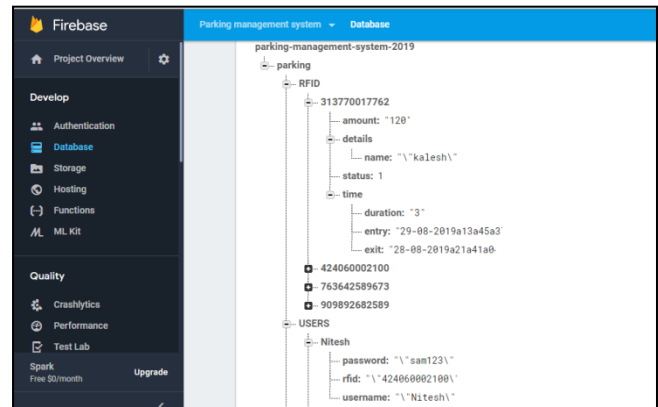 Firebase
Parking management system Database
Project Overview
Develop
Authentication
Database
Storage
Hosting
Functions
ML Kit
Quality
Crashlytics
Performance
Test Lab
Spark
Free $0/month
Upgrade
parking-management-system-2019
parking
RFID
313770017762
amount: "120"
details
name: "\"kalesh\"
status: 1
time
duration: "3"
entry: "29-08-2019a13a45a3
exit: "28-08-2019a21a41a0
424060002100
763642589673
909892682589
USERS
Nitesh
password: "\"sam123\"
rfid: "\"424060002100\
username: "\"Nitesh\"